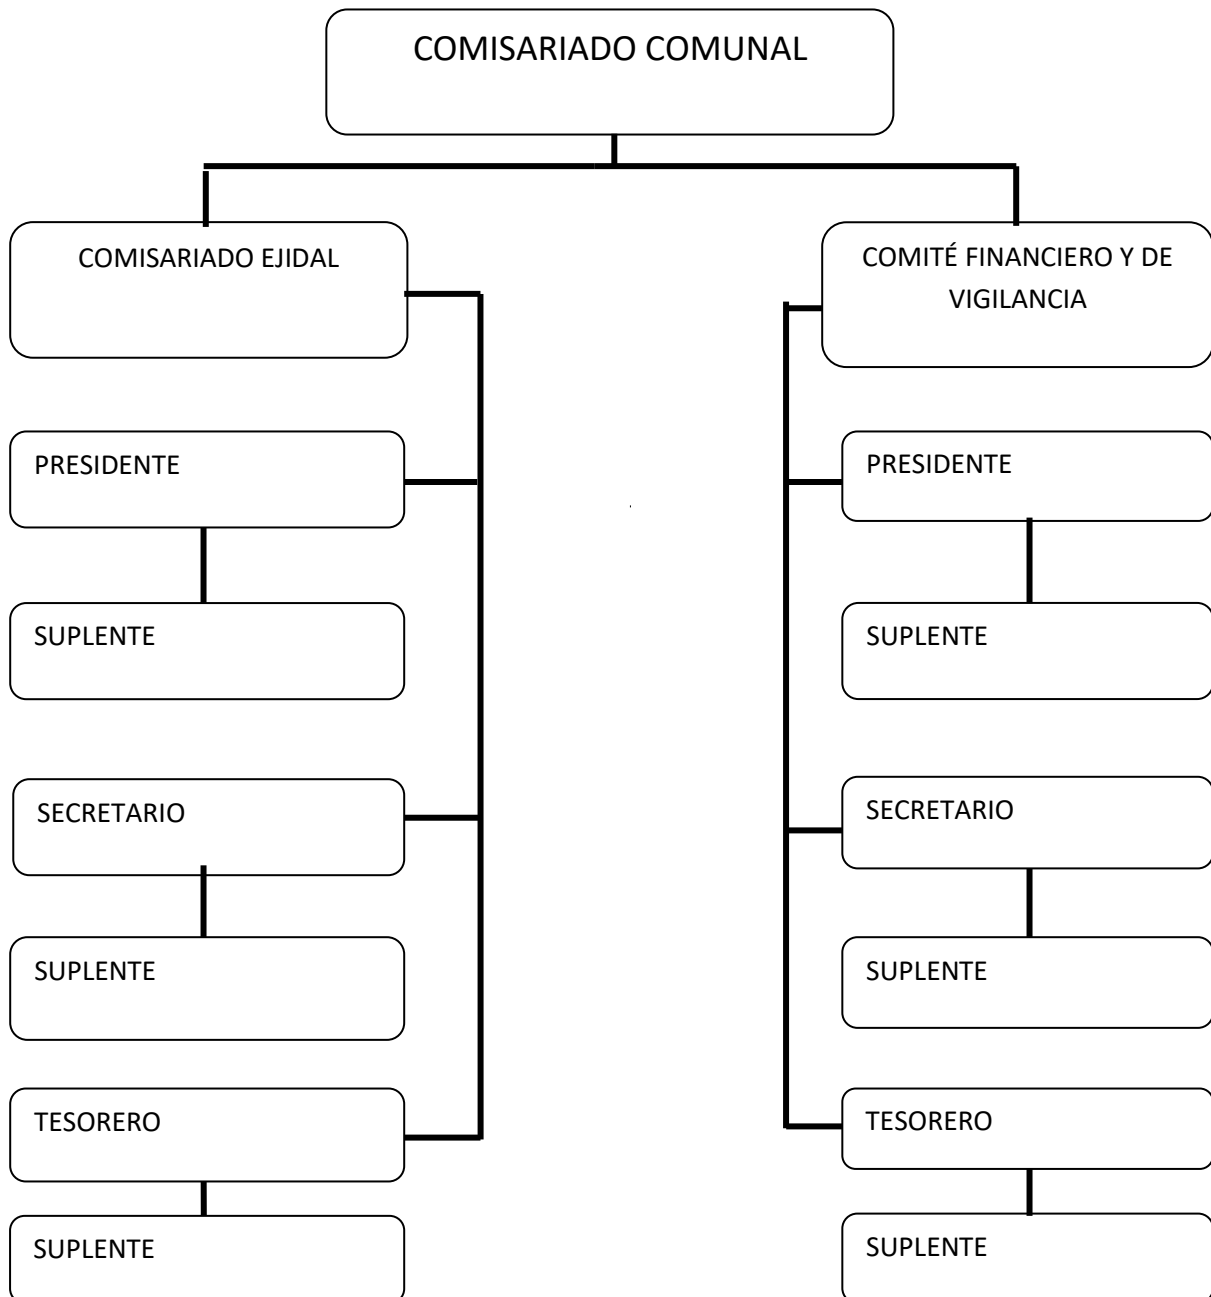 COMISARIADO COMUNAL
COMISARIADO EJIDAL
PRESIDENTE
SUPLENTE
SECRETARIO
SUPLENTE
TESORERO
SUPLENTE
COMITÉ FINANCIERO Y DE
VIGILANCIA
PRESIDENTE
SUPLENTE
SECRETARIO
SUPLENTE
TESORERO
SUPLENTE